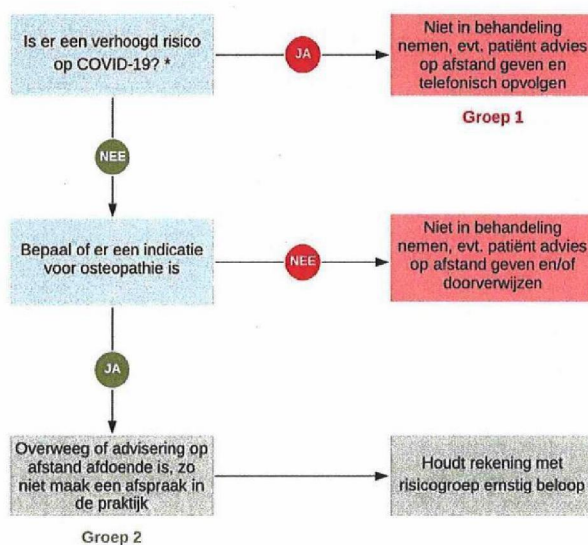 Is er een verhoogd risico
op COVID-19? *
JA
Niet in behandeling
nemen, evt. patiënt advies
op afstand geven en
telefonisch opvolgen
Groep 1
NEE
Bepaal of er een indicatie
voor osteopathie is
NEE
Niet in behandeling
nemen, evt. patiënt advies
op afstand geven en/of
doorverwijzen
JA
Overweeg of advisering op
afstand afdoende is, zo
niet maak een afspraak in
de praktijk
Groep 2
Houdt rekening met
risicogroep ernstig beloop